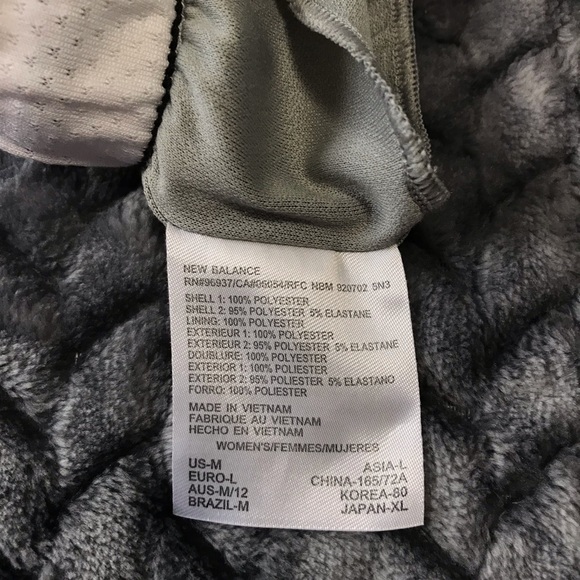 NEW BALANCE
RN#96937/CA#06054/RFC NBM 920702 5N3
SHELL 1: 100% POLYESTER
SHELL 2: 95% POLYESTER 5% ELASTANE
LINING: 100% POLYESTER
EXTERIEUR 1: 100% POLYESTER
EXTERIEUR 2: 95% POLYESTER 5% ELASTANE
DOUBLURE: 100% POLYESTER
EXTERIOR 1: 100% POLIESTER
EXTERIOR 2: 95% POLIESTER 5% ELASTANO
FORRO: 100% POLIESTER
MADE IN VIETNAM
FABRIQUE AU VIETNAM
HECHO EN VIETNAM
WOMEN'S/FEMMES/MUJERES
US-M ASIA-L
EURO-L CHINA-165/72A
AUS-M/12 KOREA-80
BRAZIL-M JAPAN-XL